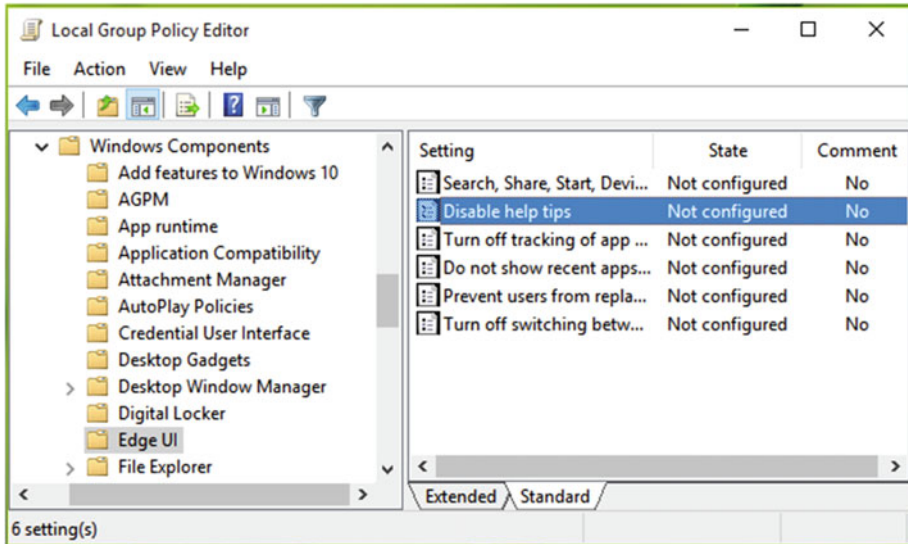 Local Group Policy Editor
File Action View Help
Windows Components
Add features to Windows 10
AGPM
App runtime
Application Compatibility
Attachment Manager
AutoPlay Policies
Credential User Interface
Desktop Gadgets
Desktop Window Manager
Digital Locker
Edge UI
File Explorer
Setting State Comment
Search, Share, Start, Devi... Not configured No
Disable help tips Not configured No
Turn off tracking of app ... Not configured No
Do not show recent apps... Not configured No
Prevent users from repla... Not configured No
Turn off switching betw... Not configured No
Extended Standard
6 setting(s)